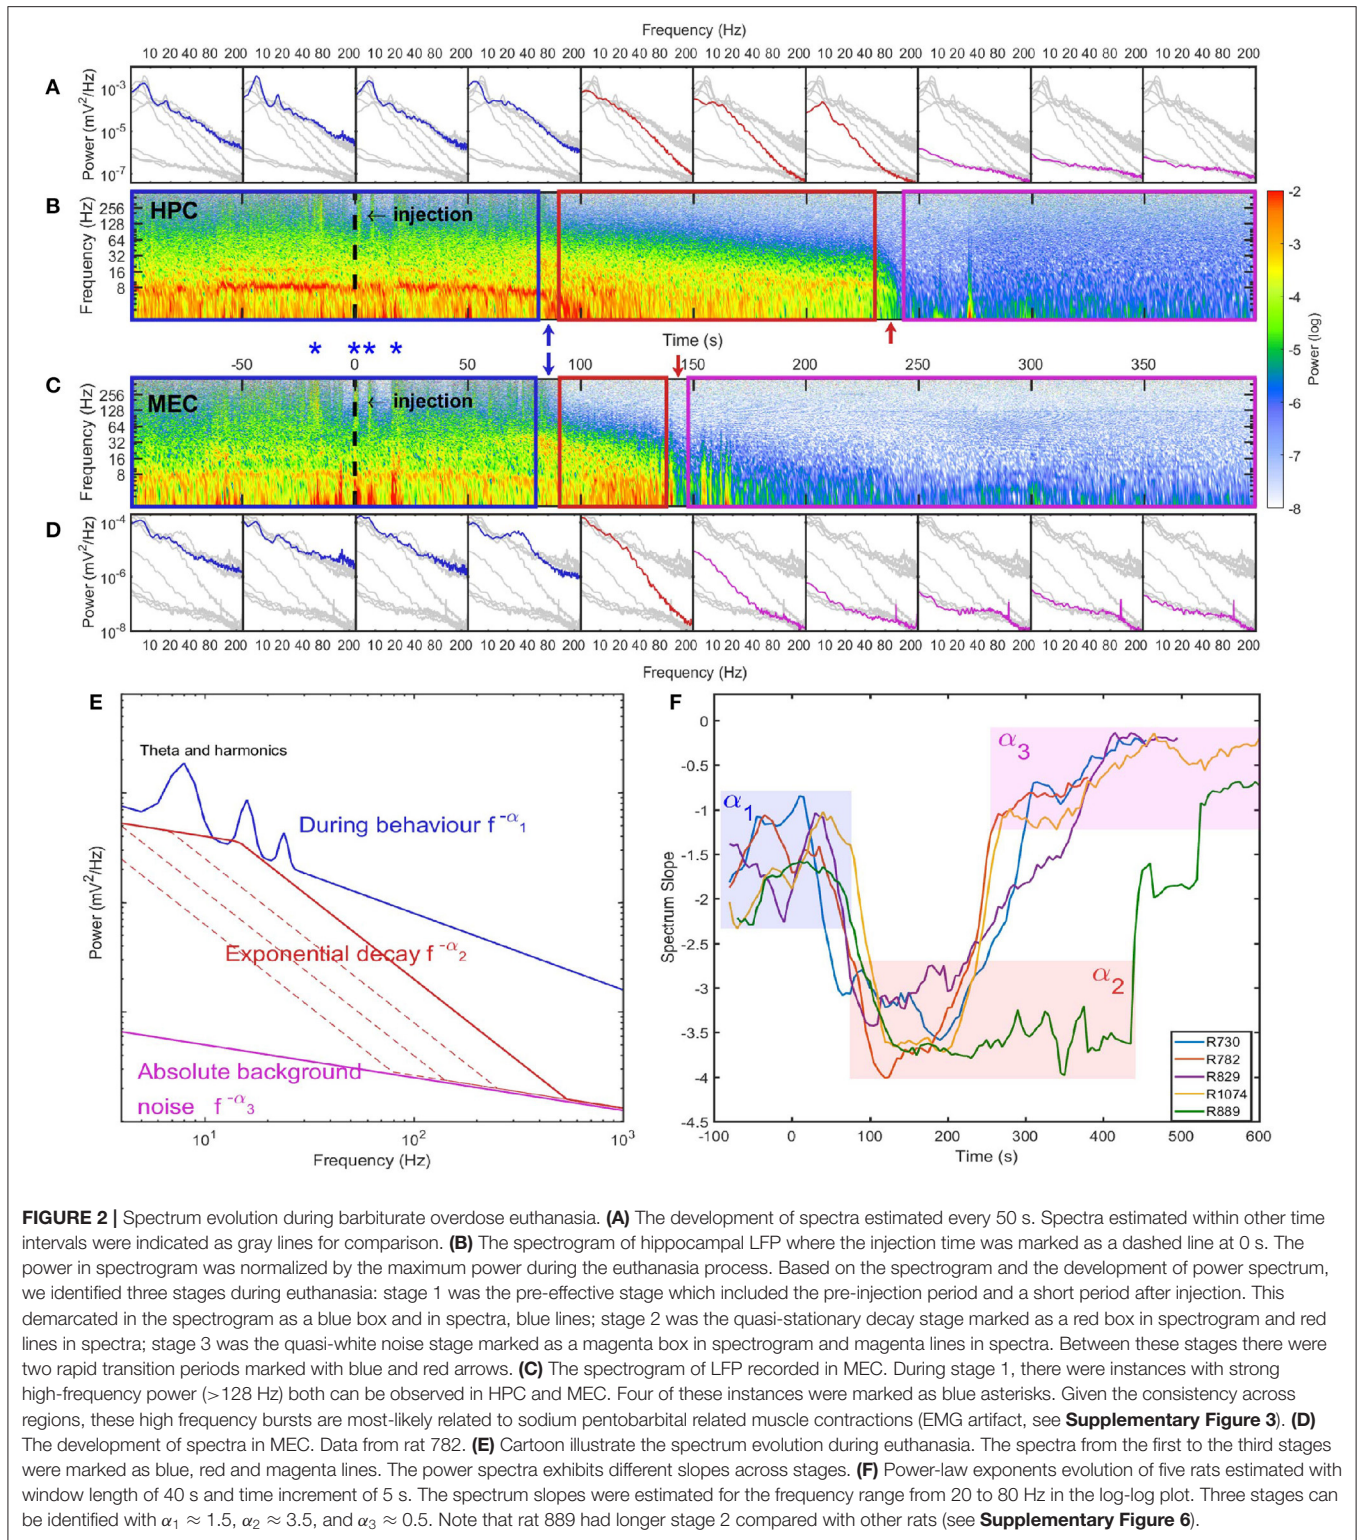 Frequency (Hz)
10 20 40 80 200 10 20 40 80 200 10 20 40 80 200 10 20 40 80 200 10 20 40 80 200 10 20 40 80 200 10 20 40 80 200 10 20 40 80 200 10 20 40 80 200 10 20 40 80 200
A
Power (mV²/Hz)
10⁻³
10⁻⁵
10⁻⁷
B
HPC
← injection
Frequency (Hz)
256
128
64
32
16
8
-2
-3
-4
-5
-6
-7
-8
Power (log)
Time (s)
* ** *
-50 0 50 100 150 200 250 300 350
C
MEC
← injection
Frequency (Hz)
256
128
64
32
16
8
D
Power (mV²/Hz)
10⁻⁴
10⁻⁶
10⁻⁸
10 20 40 80 200 10 20 40 80 200 10 20 40 80 200 10 20 40 80 200 10 20 40 80 200 10 20 40 80 200 10 20 40 80 200 10 20 40 80 200 10 20 40 80 200 10 20 40 80 200
Frequency (Hz)
E
Theta and harmonics
During behaviour f^-α₁
Exponential decay f^-α₂
Absolute background
noise f^-α₃
Power (mV²/Hz)
10¹ 10² 10³
Frequency (Hz)
F
0
-0.5
-1
-1.5
-2
-2.5
-3
-3.5
-4
-4.5
Spectrum Slope
α₁
α₂
α₃
R730
R782
R829
R1074
R889
-100 0 100 200 300 400 500 600
Time (s)
FIGURE 2 | Spectrum evolution during barbiturate overdose euthanasia. (A) The development of spectra estimated every 50 s. Spectra estimated within other time
intervals were indicated as gray lines for comparison. (B) The spectrogram of hippocampal LFP where the injection time was marked as a dashed line at 0 s. The
power in spectrogram was normalized by the maximum power during the euthanasia process. Based on the spectrogram and the development of power spectrum,
we identified three stages during euthanasia: stage 1 was the pre-effective stage which included the pre-injection period and a short period after injection. This
demarcated in the spectrogram as a blue box and in spectra, blue lines; stage 2 was the quasi-stationary decay stage marked as a red box in spectrogram and red
lines in spectra; stage 3 was the quasi-white noise stage marked as a magenta box in spectrogram and magenta lines in spectra. Between these stages there were
two rapid transition periods marked with blue and red arrows. (C) The spectrogram of LFP recorded in MEC. During stage 1, there were instances with strong
high-frequency power (>128 Hz) both can be observed in HPC and MEC. Four of these instances were marked as blue asterisks. Given the consistency across
regions, these high frequency bursts are most-likely related to sodium pentobarbital related muscle contractions (EMG artifact, see Supplementary Figure 3). (D)
The development of spectra in MEC. Data from rat 782. (E) Cartoon illustrate the spectrum evolution during euthanasia. The spectra from the first to the third stages
were marked as blue, red and magenta lines. The power spectra exhibits different slopes across stages. (F) Power-law exponents evolution of five rats estimated with
window length of 40 s and time increment of 5 s. The spectrum slopes were estimated for the frequency range from 20 to 80 Hz in the log-log plot. Three stages can
be identified with α₁ ≈ 1.5, α₂ ≈ 3.5, and α₃ ≈ 0.5. Note that rat 889 had longer stage 2 compared with other rats (see Supplementary Figure 6).